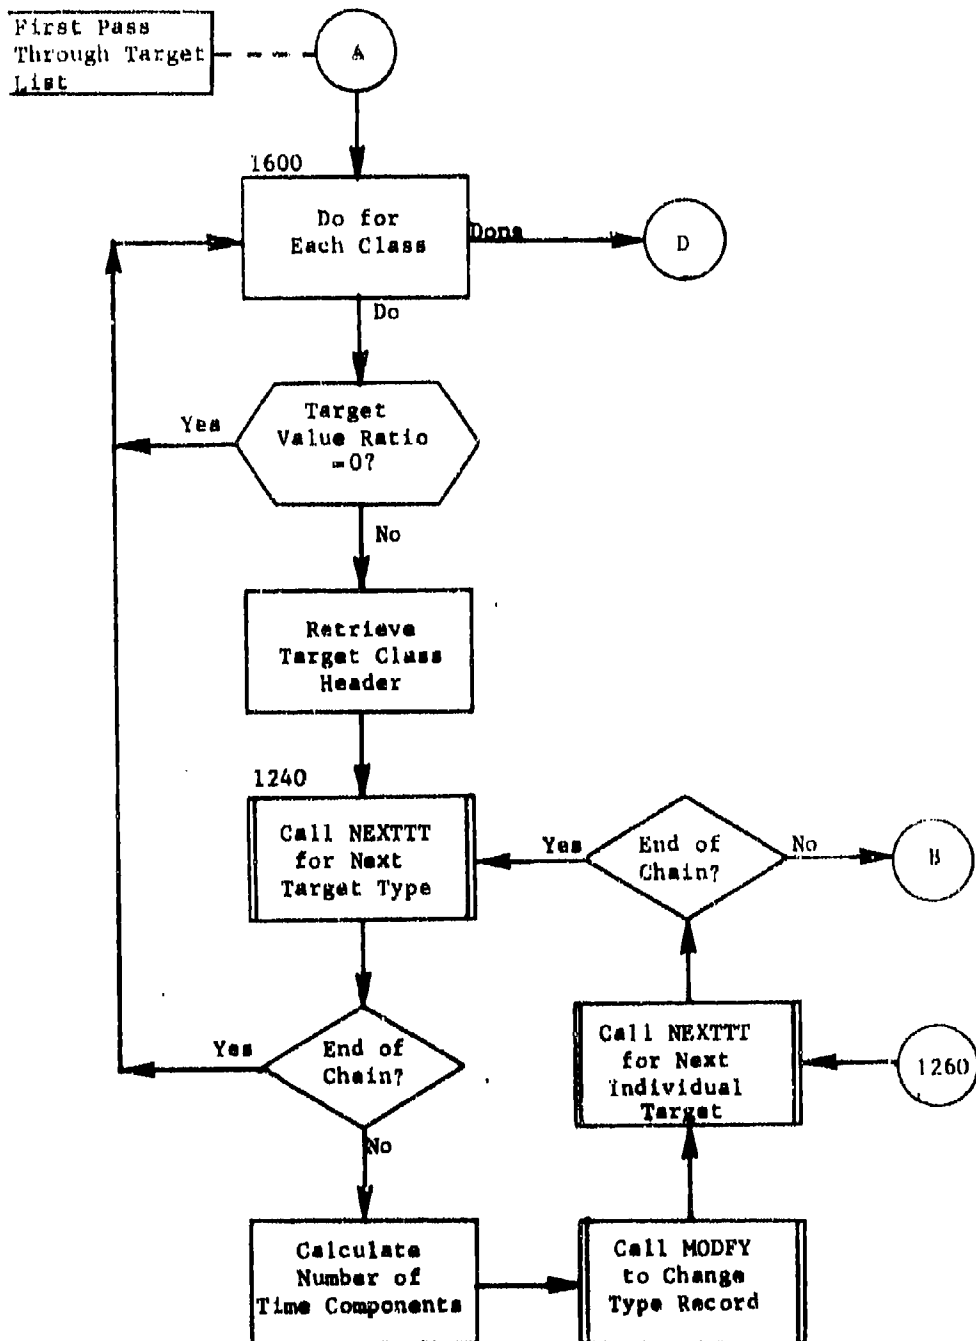 First Pass
Through Target
List
A
1600
Do for
Each Class
Done
D
Do
Target
Value Ratio
=0?
Yes
No
Retrieve
Target Class
Header
1240
Call NEXTTT
for Next
Target Type
Yes
End of
Chain?
No
B
Yes
End of
Chain?
No
Call NEXTTT
for Next
Individual
Target
1260
Calculate
Number of
Time Components
Call MODFY
to Change
Type Record